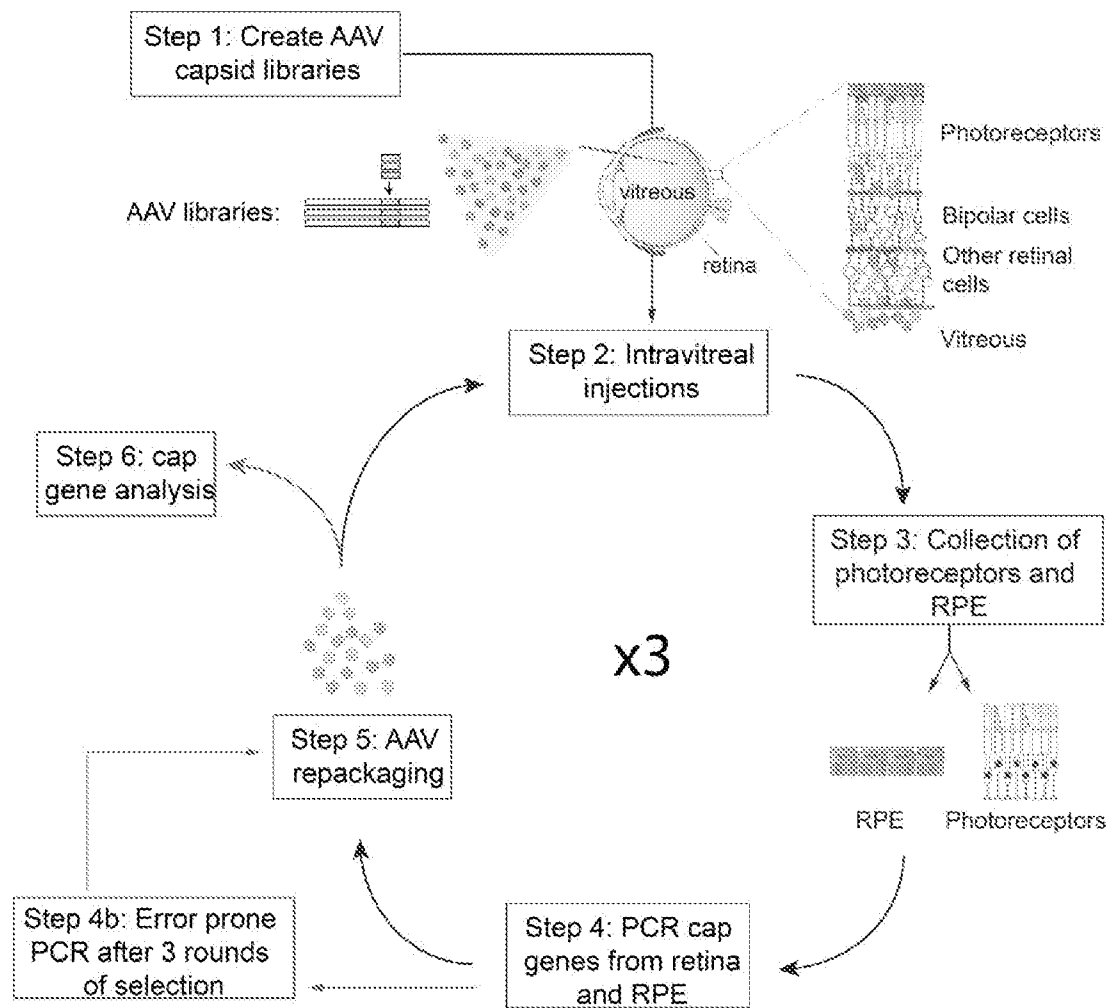 Step 1: Create AAV
capsid libraries
AAV libraries:
vitreous
retina
Photoreceptors
Bipolar cells
Other retinal
cells
Vitreous
Step 2: Intravitreal
injections
Step 6: cap
gene analysis
Step 3: Collection of
photoreceptors and
RPE
x3
Step 5: AAV
repackaging
RPE
Photoreceptors
Step 4b: Error prone
PCR after 3 rounds
of selection
Step 4: PCR cap
genes from retina
and RPE